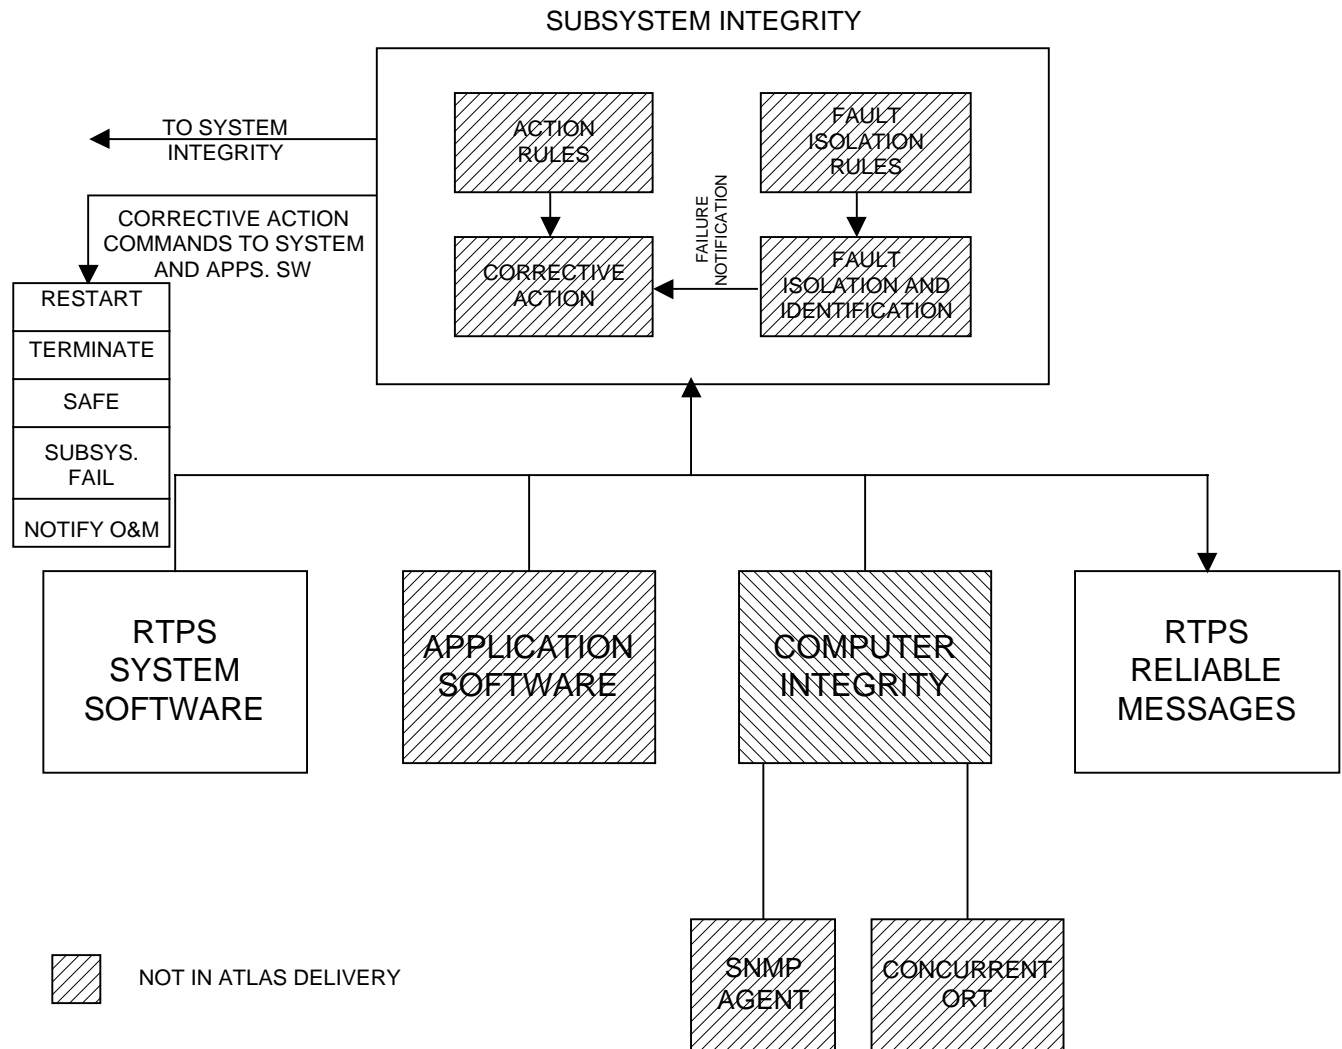 SUBSYSTEM INTEGRITY
TO SYSTEM
INTEGRITY
ACTION
RULES
FAULT
ISOLATION
RULES
CORRECTIVE ACTION
COMMANDS TO SYSTEM
AND APPS. SW
FAILURE
NOTIFICATION
CORRECTIVE
ACTION
FAULT
ISOLATION AND
IDENTIFICATION
RESTART
TERMINATE
SAFE
SUBSYS.
FAIL
NOTIFY O&M
RTPS
SYSTEM
SOFTWARE
APPLICATION
SOFTWARE
COMPUTER
INTEGRITY
RTPS
RELIABLE
MESSAGES
SNMP
AGENT
CONCURRENT
ORT
NOT IN ATLAS DELIVERY